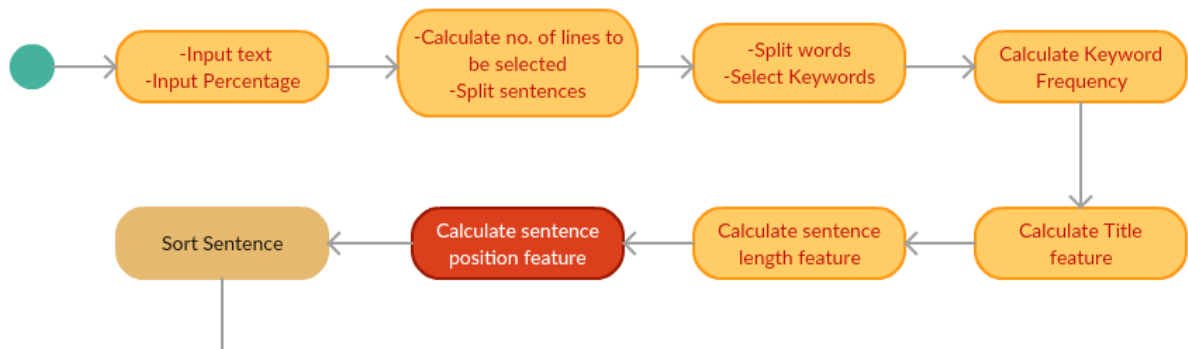 -Input text
-Input Percentage
-Calculate no. of lines to
be selected
-Split sentences
-Split words
-Select Keywords
Calculate Keyword
Frequency
Sort Sentence
Calculate sentence
position feature
Calculate sentence
length feature
Calculate Title
feature